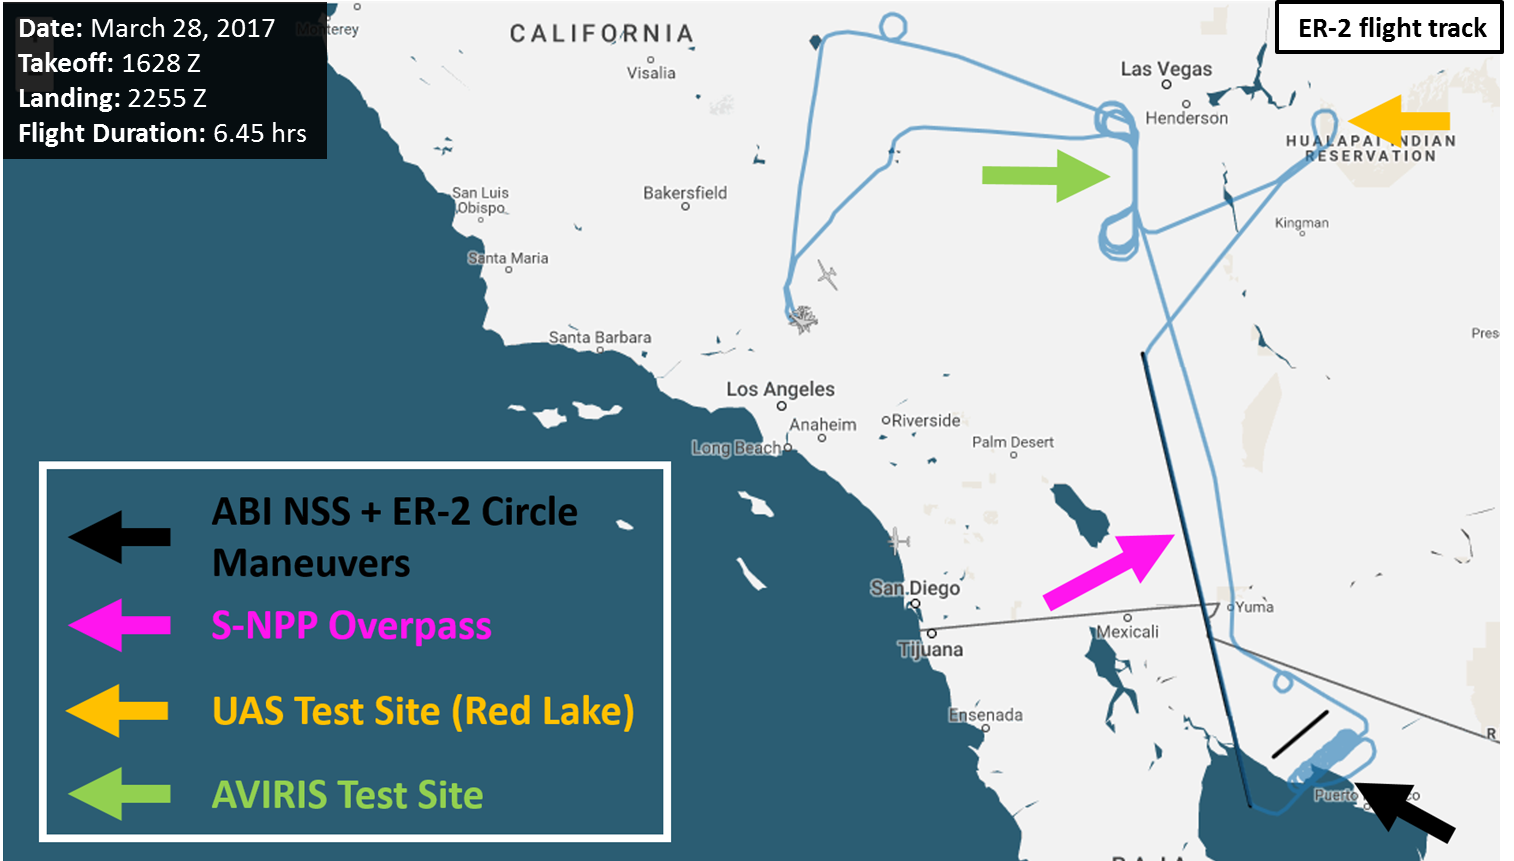 Date: March 28, 2017
Takeoff: 1628 Z
Landing: 2255 Z
Flight Duration: 6.45 hrs
ER-2 flight track
Monterey
CALIFORNIA
Visalia
Las Vegas
Henderson
HUALAPAI INDIAN
RESERVATION
San Luis
Obispo
Bakersfield
Kingman
Santa Maria
Santa Barbara
Pres
Los Angeles
Anaheim
Riverside
Long Beach
Palm Desert
San Diego
Yuma
Mexicali
Tijuana
Ensenada
R
Puerto
co
BAJA
ABI NSS + ER-2 Circle
Maneuvers
S-NPP Overpass
UAS Test Site (Red Lake)
AVIRIS Test Site